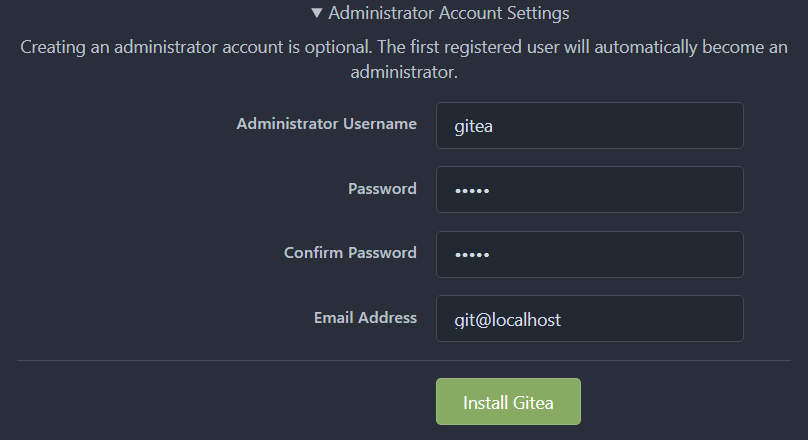 ▼ Administrator Account Settings
Creating an administrator account is optional. The first registered user will automatically become an
administrator.
Administrator Username gitea
Password •••••
Confirm Password •••••
Email Address git@localhost
Install Gitea